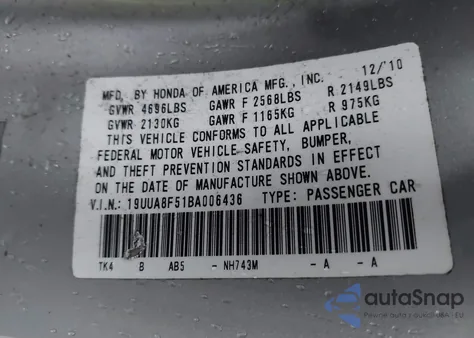 MFD. BY HONDA OF AMERICA MFG., INC. 12/'10
GVWR 4696LBS GAWR F 2568LBS R 2149LBS
GVWR 2130KG GAWR F 1165KG R 975KG
THIS VEHICLE CONFORMS TO ALL APPLICABLE
FEDERAL MOTOR VEHICLE SAFETY, BUMPER,
AND THEFT PREVENTION STANDARDS IN EFFECT
ON THE DATE OF MANUFACTURE SHOWN ABOVE.
V.I.N.: 19UUA8F51BA006436 TYPE: PASSENGER CAR
TK4 B AB5 - NH743M - A - A
autoSnap